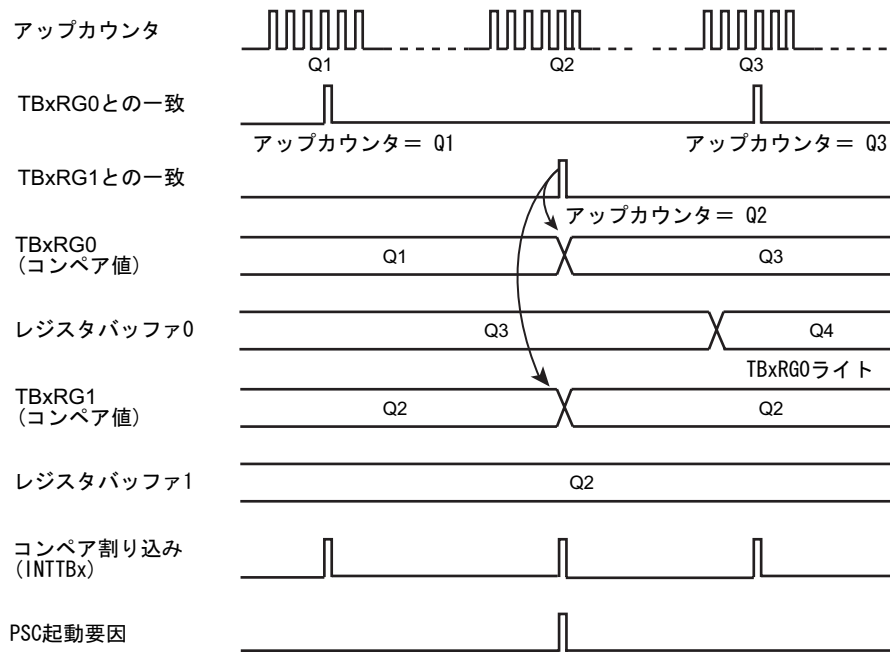 アップカウンタ
Q1
Q2
Q3
TBxRG0との一致
アップカウンタ＝ Q1
アップカウンタ＝ Q3
TBxRG1との一致
アップカウンタ＝ Q2
TBxRG0
(コンペア値)
Q1
Q3
レジスタバッファ0
Q3
Q4
TBxRG0ライト
TBxRG1
(コンペア値)
Q2
Q2
レジスタバッファ1
Q2
コンペア割り込み
(INTTBx)
PSC起動要因